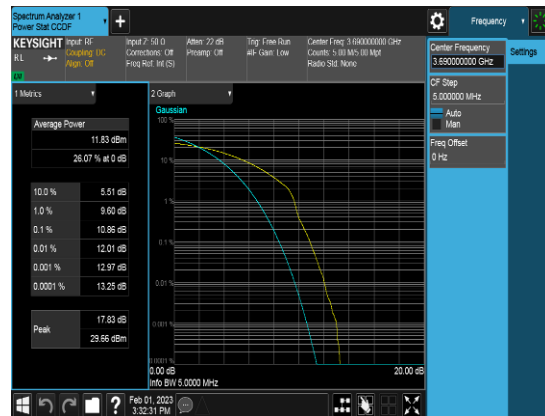 Spectrum Analyzer 1
Power Stat CCDF
Frequency
KEYSIGHT
Input: RF
Coupling: DC
Align: Off
Input Z: 50 Ω
Corrections: Off
Freq Ref: Int (S)
Atten: 22 dB
Preamp: Off
Trig: Free Run
#IF Gain: Low
Center Freq: 3.690000000 GHz
Counts: 5.00 M/5.00 Mpt
Radio Std: None
RL
Center Frequency
3.690000000 GHz
Settings
CF Step
5.000000 MHz
Auto
Man
Freq Offset
0 Hz
1 Metrics
2 Graph
Gaussian
Average Power
11.83 dBm
26.07 % at 0 dB
10.0 % 5.51 dB
1.0 % 9.60 dB
0.1 % 10.86 dB
0.01 % 12.01 dB
0.001 % 12.97 dB
0.0001 % 13.25 dB
Peak
17.83 dB
29.66 dBm
100 %
10 %
1 %
0.1 %
0.01 %
0.001 %
0.0001 %
0.00 dB
20.00 dB
Info BW 5.0000 MHz
?
Feb 01, 2023
3:32:31 PM